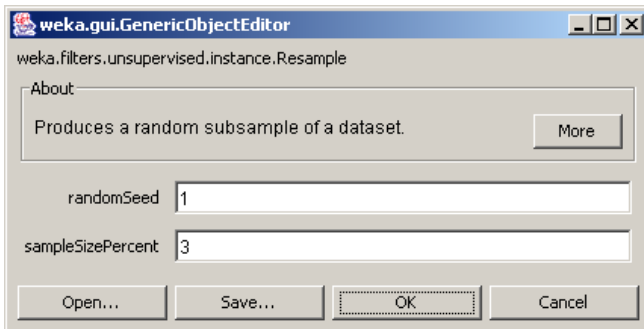 weka.gui.GenericObjectEditor
weka.filters.unsupervised.instance.Resample
About
Produces a random subsample of a dataset.
More
randomSeed 1
sampleSizePercent 3
Open... Save... OK Cancel